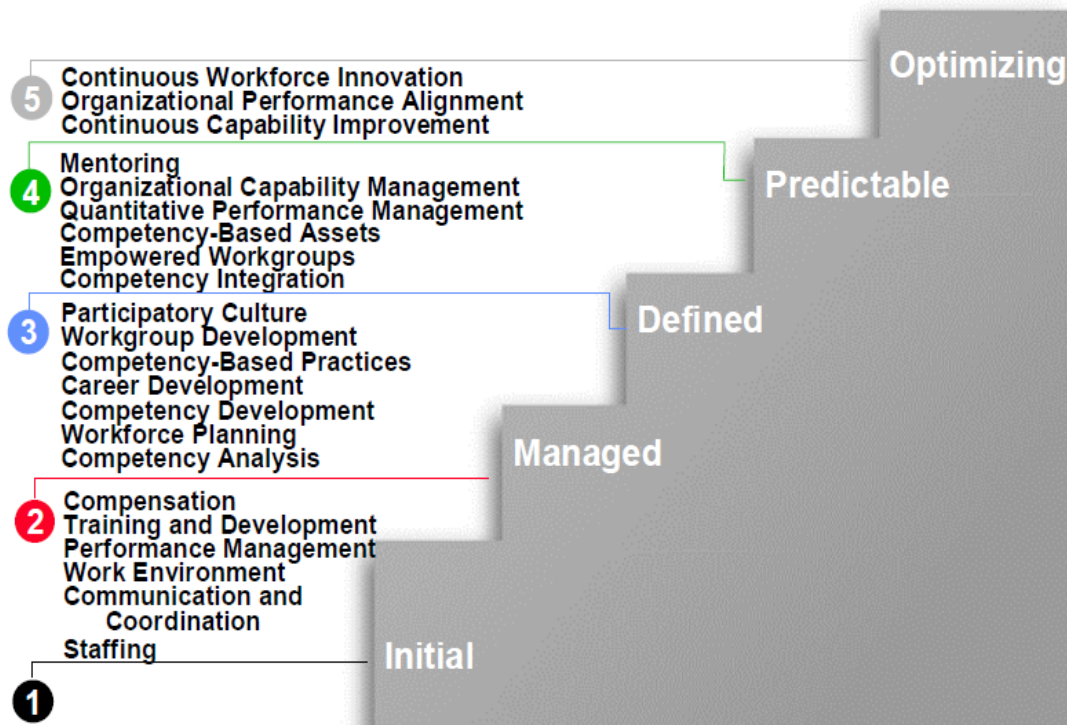 Optimizing
5
Continuous Workforce Innovation
Organizational Performance Alignment
Continuous Capability Improvement
Predictable
4
Mentoring
Organizational Capability Management
Quantitative Performance Management
Competency-Based Assets
Empowered Workgroups
Competency Integration
Defined
3
Participatory Culture
Workgroup Development
Competency-Based Practices
Career Development
Competency Development
Workforce Planning
Competency Analysis
Managed
2
Compensation
Training and Development
Performance Management
Work Environment
Communication and
Coordination
Staffing
Initial
1